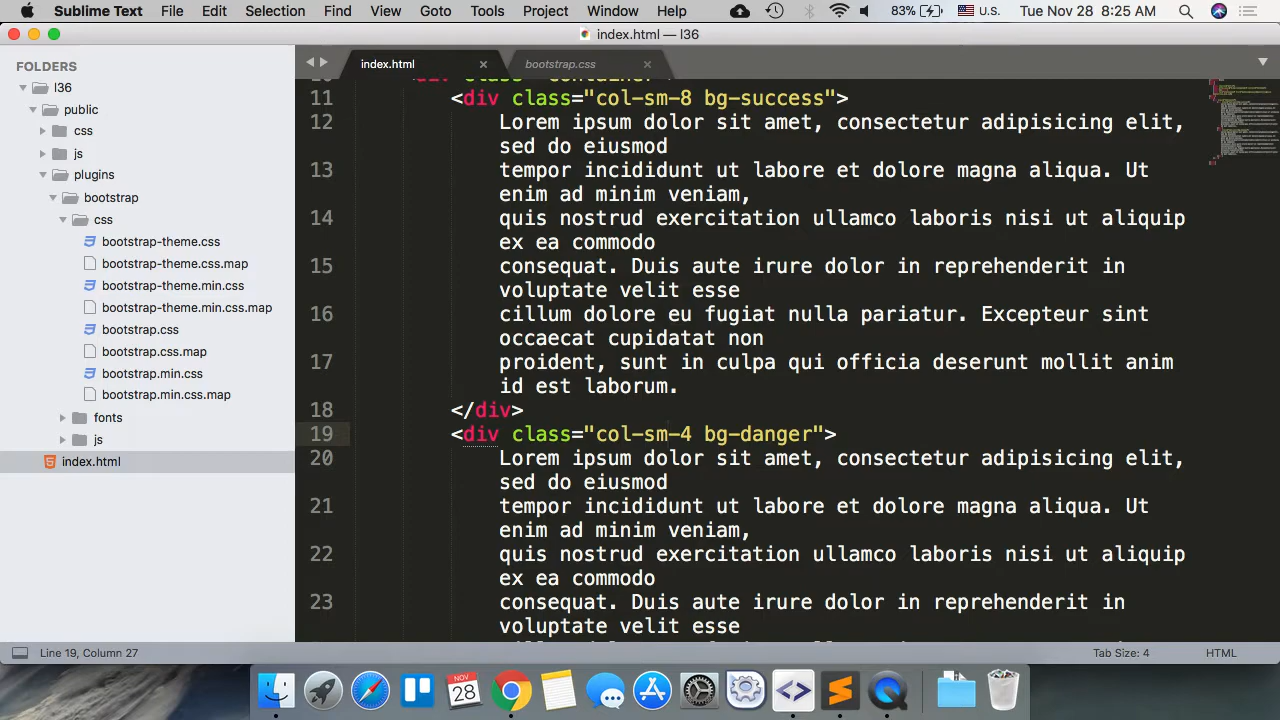 Sublime Text File Edit Selection Find View Goto Tools Project Window Help 83% U.S. Tue Nov 28 8:25 AM
index.html — l36
FOLDERS
l36
public
css
js
plugins
bootstrap
css
bootstrap-theme.css
bootstrap-theme.css.map
bootstrap-theme.min.css
bootstrap-theme.min.css.map
bootstrap.css
bootstrap.css.map
bootstrap.min.css
bootstrap.min.css.map
fonts
js
index.html
index.html bootstrap.css
11 <div class="col-sm-8 bg-success">
12 Lorem ipsum dolor sit amet, consectetur adipisicing elit,
sed do eiusmod
13 tempor incididunt ut labore et dolore magna aliqua. Ut
enim ad minim veniam,
14 quis nostrud exercitation ullamco laboris nisi ut aliquip
ex ea commodo
15 consequat. Duis aute irure dolor in reprehenderit in
voluptate velit esse
16 cillum dolore eu fugiat nulla pariatur. Excepteur sint
occaecat cupidatat non
17 proident, sunt in culpa qui officia deserunt mollit anim
id est laborum.
18 </div>
19 <div class="col-sm-4 bg-danger">
20 Lorem ipsum dolor sit amet, consectetur adipisicing elit,
sed do eiusmod
21 tempor incididunt ut labore et dolore magna aliqua. Ut
enim ad minim veniam,
22 quis nostrud exercitation ullamco laboris nisi ut aliquip
ex ea commodo
23 consequat. Duis aute irure dolor in reprehenderit in
voluptate velit esse
Line 19, Column 27 Tab Size: 4 HTML
NOV
28